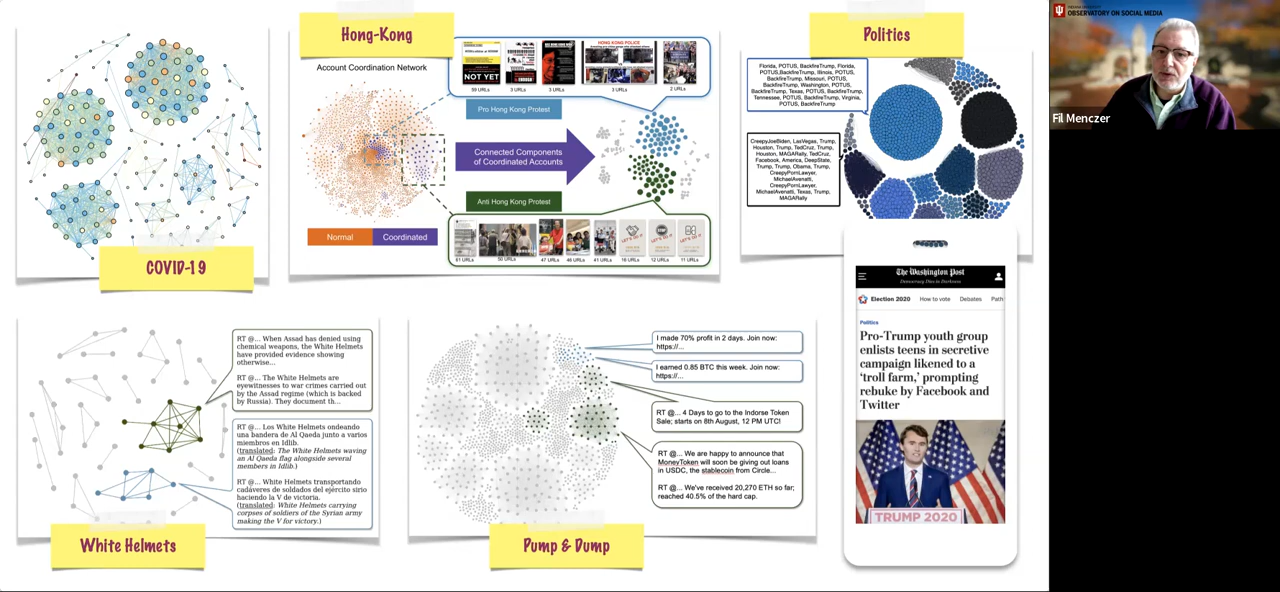 COVID-19
Hong-Kong
Account Coordination Network
Normal
Coordinated
NOT YET
HONG KONG POLICE
59 URLs
3 URLs
3 URLs
3 URLs
2 URLs
Pro Hong Kong Protest
Connected Components
of Coordinated Accounts
Anti Hong Kong Protest
61 URLs
50 URLs
47 URLs
48 URLs
41 URLs
16 URLs
12 URLs
11 URLs
Politics
Florida, POTUS, BackfireTrump, Florida,
POTUS,BackfireTrump, Illinois, POTUS,
BackfireTrump, Missouri, POTUS,
BackfireTrump, Washington, POTUS,
BackfireTrump, Texas, POTUS, BackfireTrump,
Tennessee, POTUS, BackfireTrump, Virginia,
POTUS, BackfireTrump
CreepyJoeBiden, LasVegas, Trump,
Houston, Trump, TedCruz, Trump,
Houston, MAGARally, TedCruz,
Facebook, America, DeepState,
Trump, Trump, Obama, Trump,
CreepyPornLawyer,
MichaelAvenatti,
CreepyPornLawyer,
MichaelAvenatti, Texas, Trump,
MAGARally
The Washington Post
Democracy Dies in Darkness
Election 2020
How to vote
Debates
Path
Politics
Pro-Trump youth group
enlists teens in secretive
campaign likened to a
‘troll farm,’ prompting
rebuke by Facebook and
Twitter
TRUMP 2020
RT @... When Assad has denied using
chemical weapons, the White Helmets
have provided evidence showing
otherwise...
RT @... The White Helmets are
eyewitnesses to war crimes carried out
by the Assad regime (which is backed
by Russia). They document th...
RT @... Los White Helmets ondeando
una bandera de Al Qaeda junto a varios
miembros en Idlib.
(translated: The White Helmets waving
an Al Qaeda flag alongside several
members in Idlib.)
RT @... White Helmets transportando
cadáveres de soldados del ejército sirio
haciendo la V de victoria.
(translated: White Helmets carrying
corpses of soldiers of the Syrian army
making the V for victory.)
White Helmets
I made 70% profit in 2 days. Join now:
https://...
I earned 0.85 BTC this week. Join now:
https://...
RT @... 4 Days to go to the Indorse Token
Sale; starts on 8th August, 12 PM UTC!
RT @... We are happy to announce that
MoneyToken will soon be giving out loans
in USDC, the stablecoin from Circle...
RT @... We've received 20,270 ETH so far;
reached 40.5% of the hard cap.
Pump & Dump
INDIANA UNIVERSITY
OBSERVATORY ON SOCIAL MEDIA
Fil Menczer